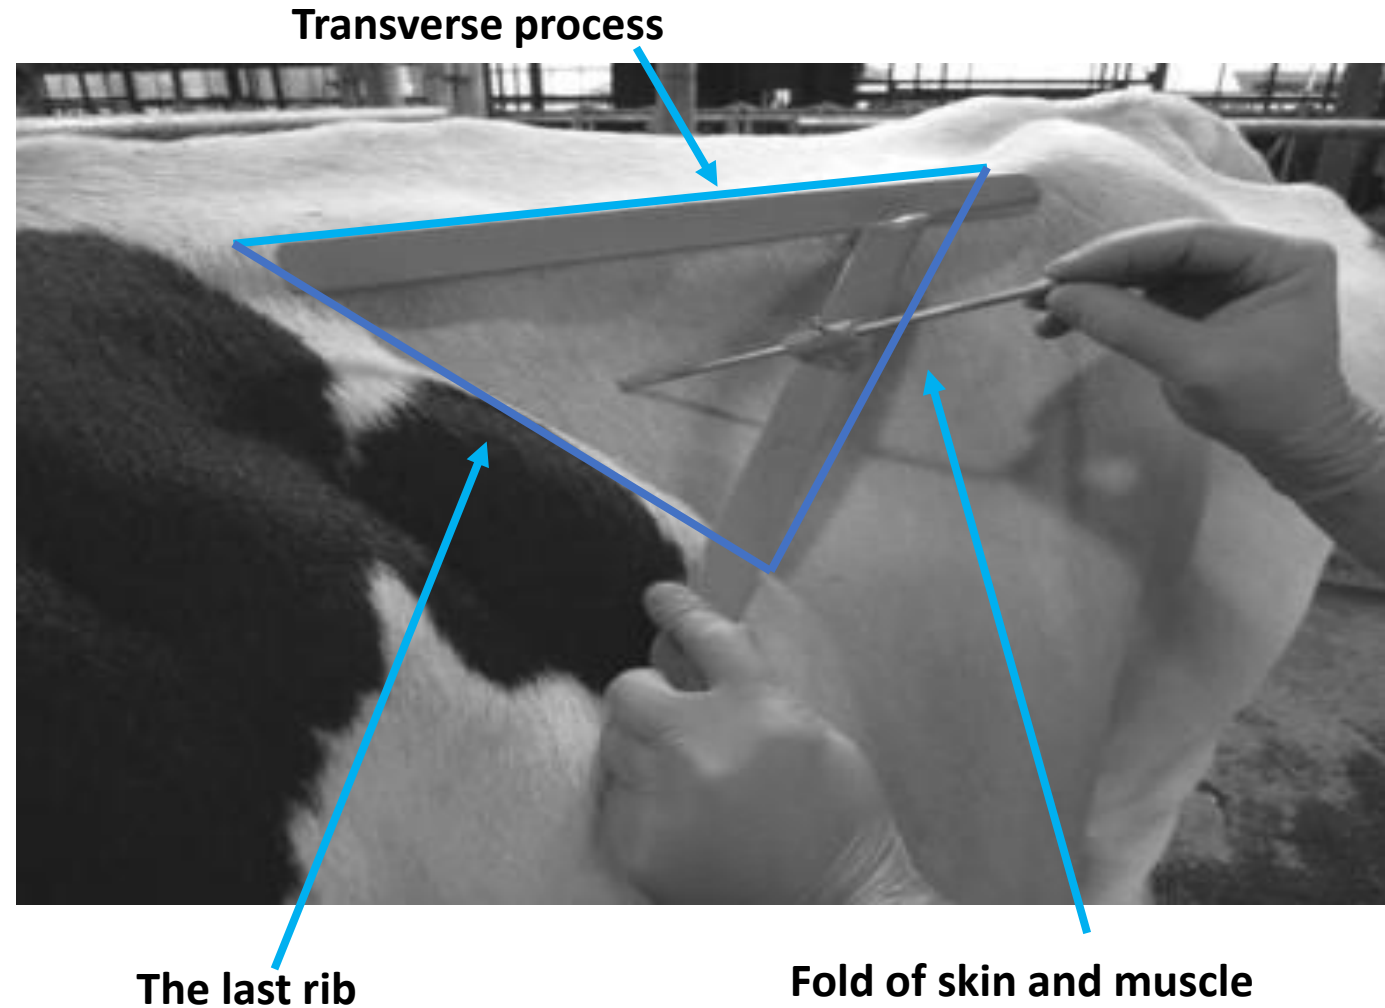 Transverse process
The last rib
Fold of skin and muscle